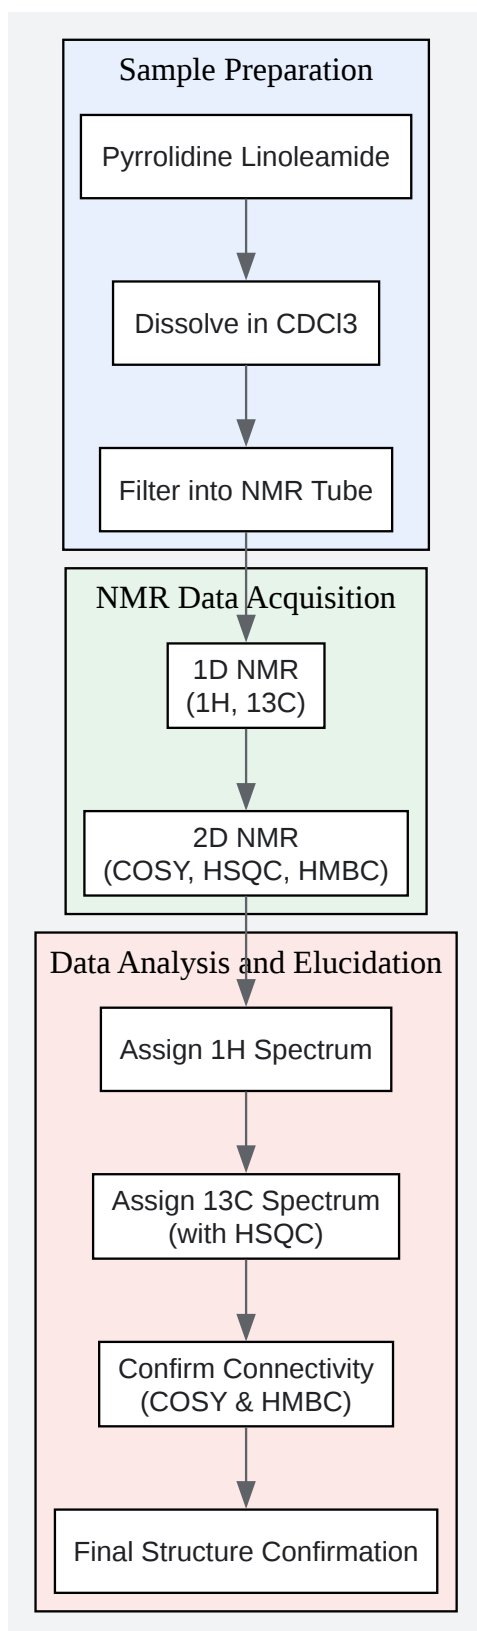 Sample Preparation
Pyrrolidine Linoleamide
Dissolve in CDCl3
Filter into NMR Tube
NMR Data Acquisition
1D NMR
(1H, 13C)
2D NMR
(COSY, HSQC, HMBC)
Data Analysis and Elucidation
Assign 1H Spectrum
Assign 13C Spectrum
(with HSQC)
Confirm Connectivity
(COSY & HMBC)
Final Structure Confirmation